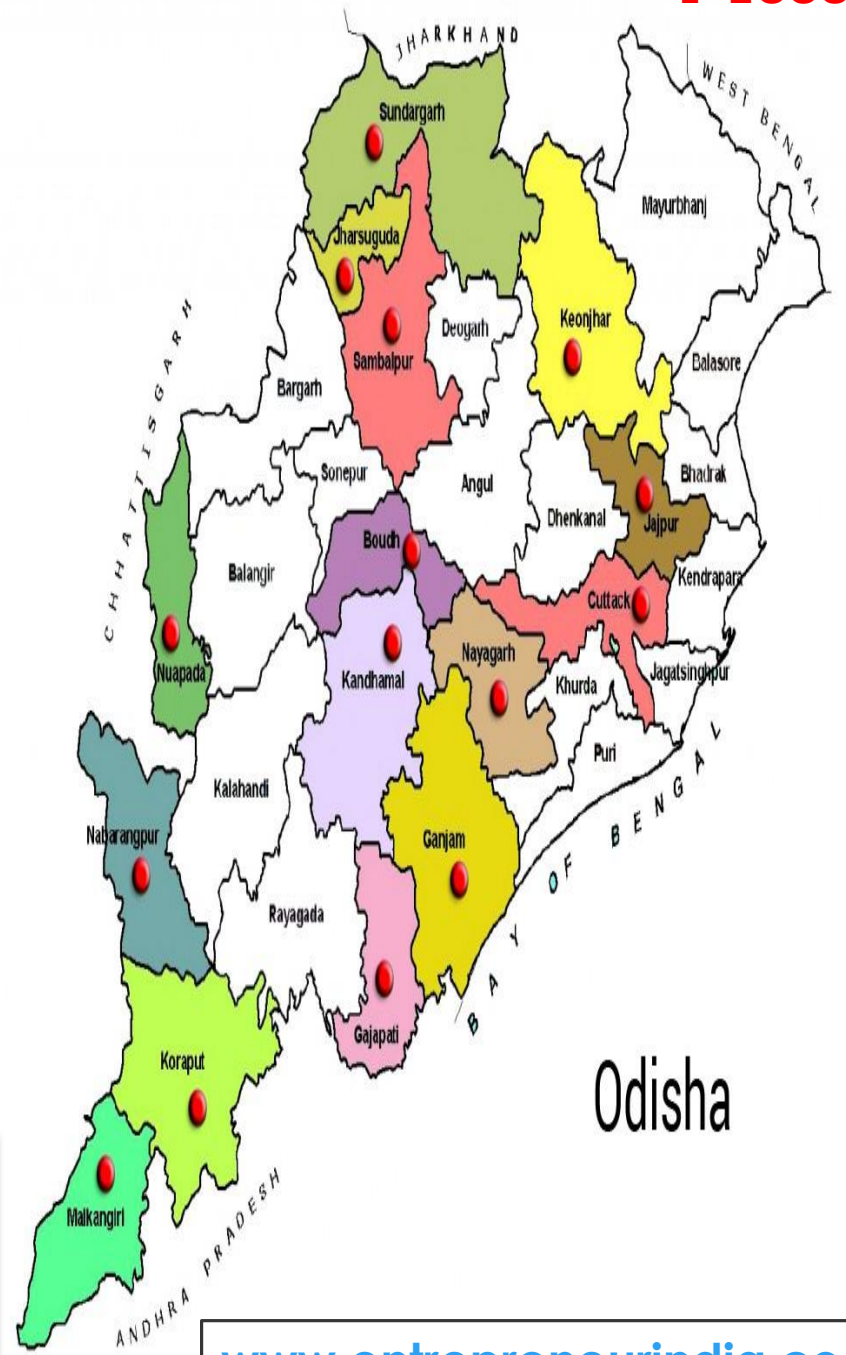 JHARKHAND
WEST BENGAL
Sundargarh
Mayurbhanj
Jharsuguda
Keonjhar
Deogarh
Sambalpur
Balasore
CHHATTISGARH
Bargarh
Sonepur
Angul
Bhadrak
Dhenkanal
Jajpur
Boudh
Balangir
Kendrapara
Cuttack
Nuapada
Kandhamal
Nayagarh
Khurda
Jagatsinghpur
Puri
Kalahandi
Nabarangpur
Ganjam
BAY OF BENGAL
Rayagada
Gajapati
Koraput
Odisha
Malkangiri
ANDHRA PRADESH